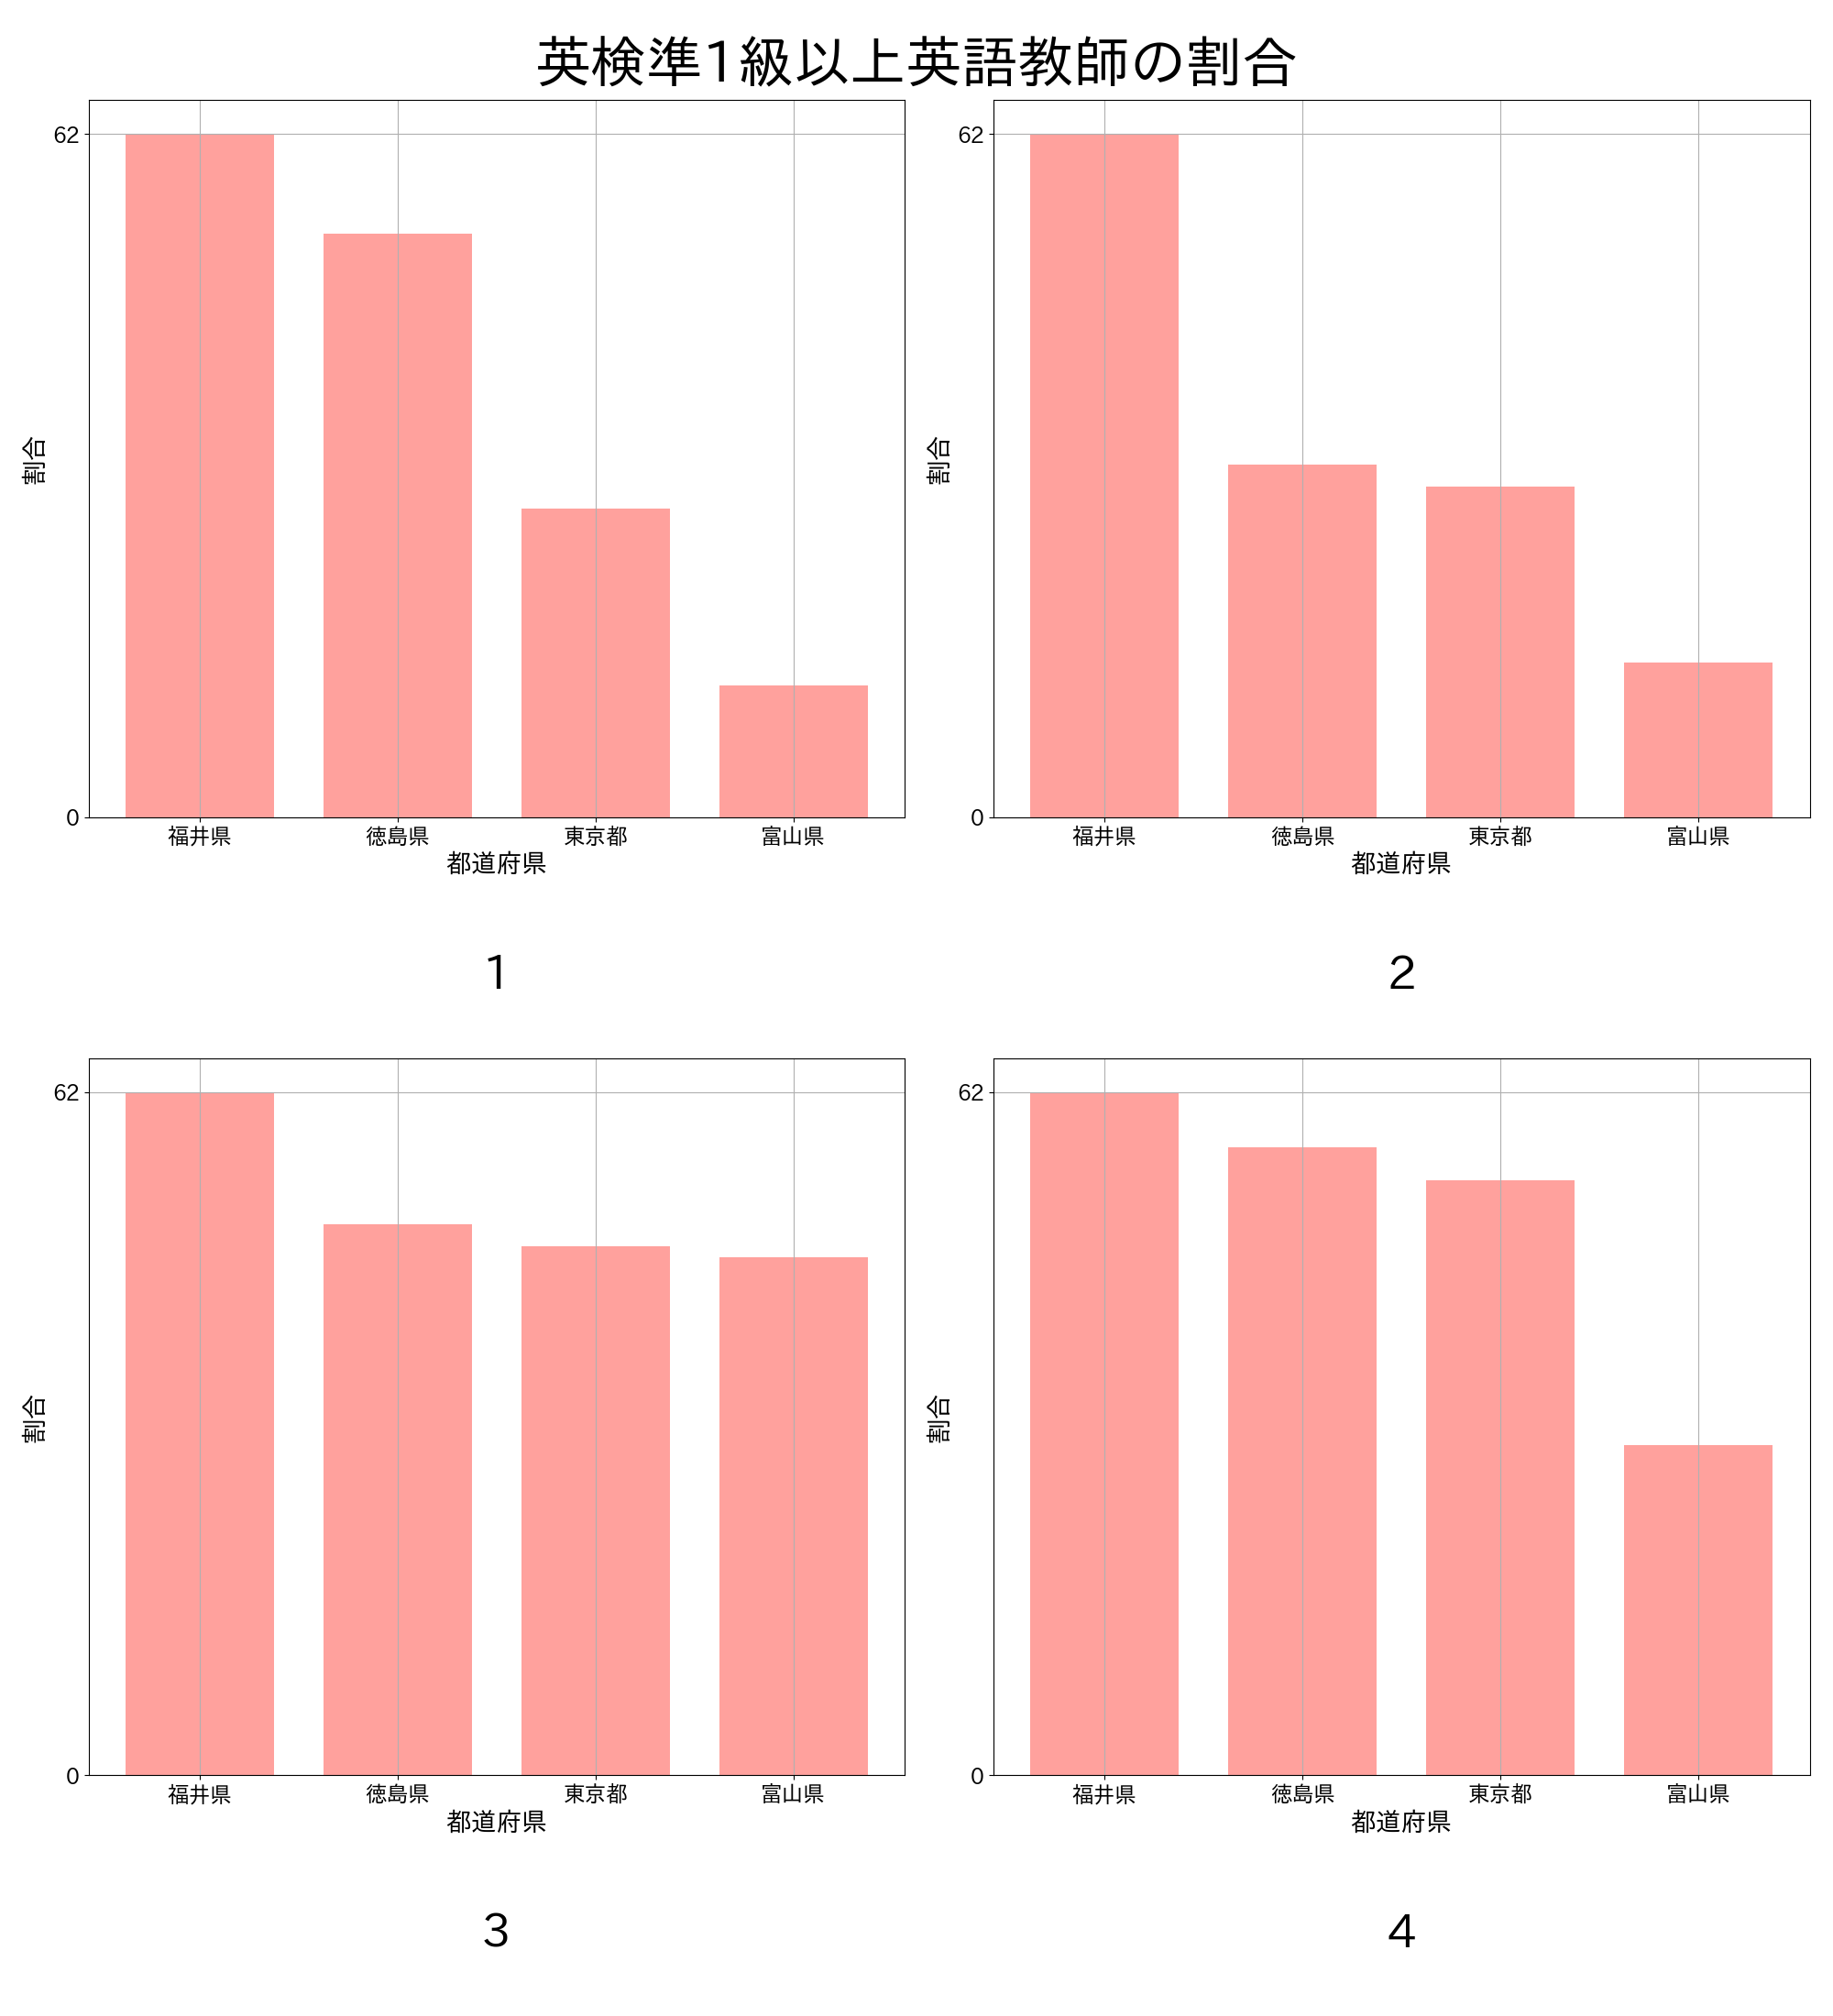 英検準1級以上英語教師の割合
62
割合
0
福井県 徳島県 東京都 富山県
都道府県
1
62
割合
0
福井県 徳島県 東京都 富山県
都道府県
2
62
割合
0
福井県 徳島県 東京都 富山県
都道府県
3
62
割合
0
福井県 徳島県 東京都 富山県
都道府県
4